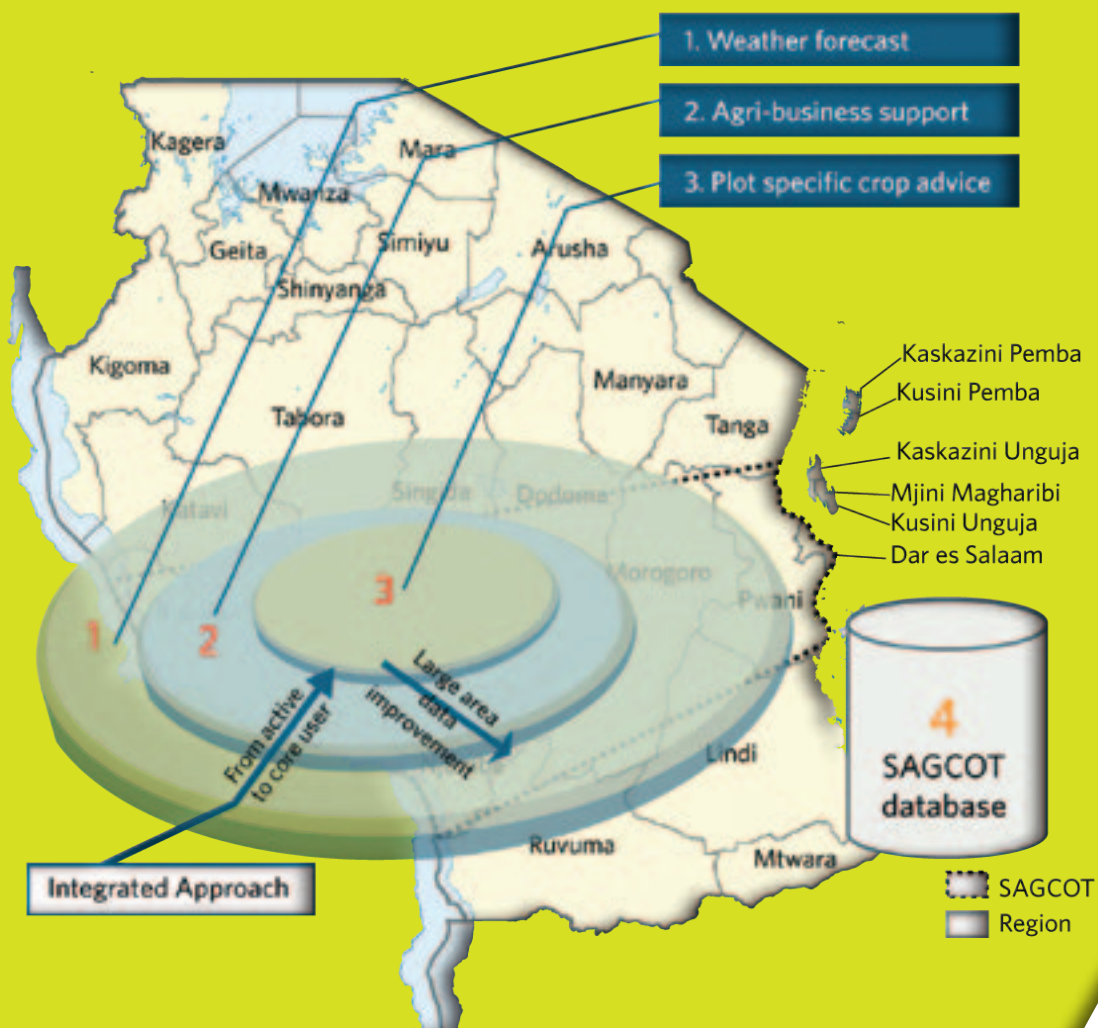 1. Weather forecast
2. Agri-business support
3. Plot specific crop advice
Kagera
Mara
Mwanza
Geita
Simiyu
Arusha
Shinyanga
Kigoma
Manyara
Tabora
Tanga
Kaskazini Pemba
Kusini Pemba
Kaskazini Unguja
Mjini Magharibi
Kusini Unguja
Dar es Salaam
Katavi
Singida
Dodoma
Morogoro
Pwani
1
2
3
From active
to core user
Large area
data
improvement
Lindi
Ruvuma
Mtwara
4
SAGCOT
database
Integrated Approach
SAGCOT
Region